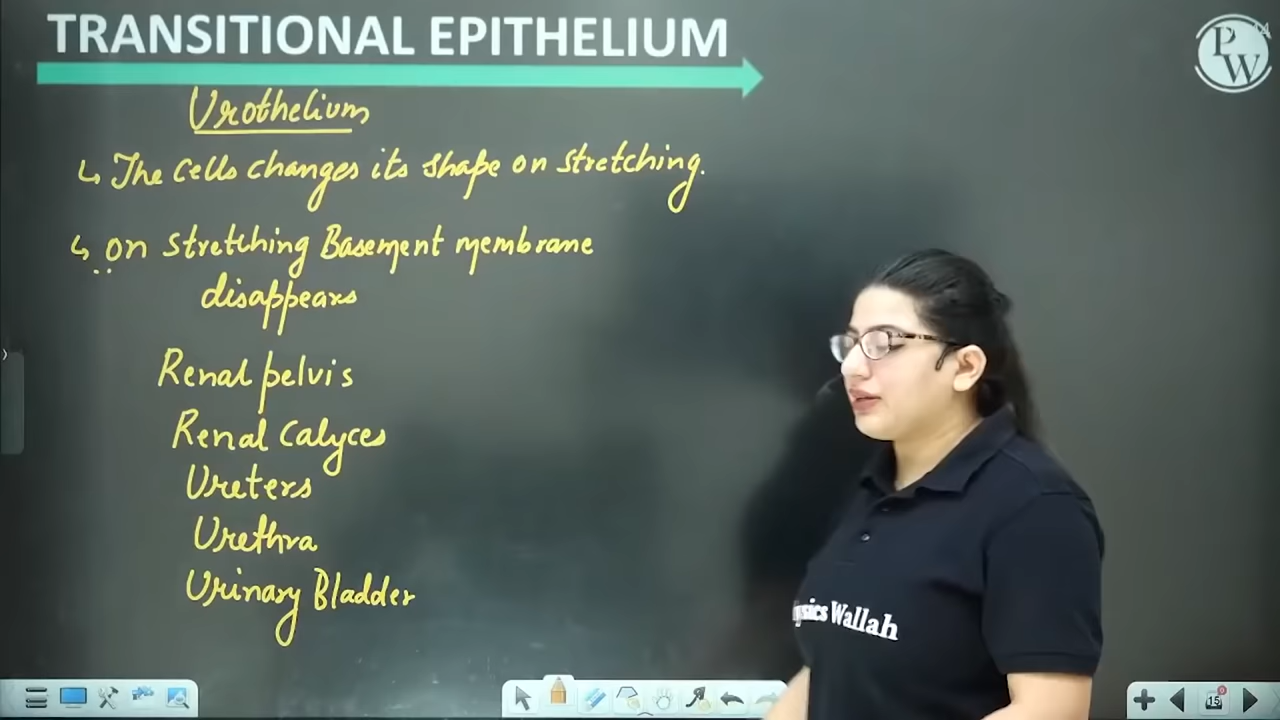 TRANSITIONAL EPITHELIUM
PW
Urothelium
↳ The cells changes its shape on stretching.
↳ on stretching Basement membrane
disappears
Renal pelvis
Renal Calyces
Ureters
Urethra
Urinary Bladder
ysics Wallah
15